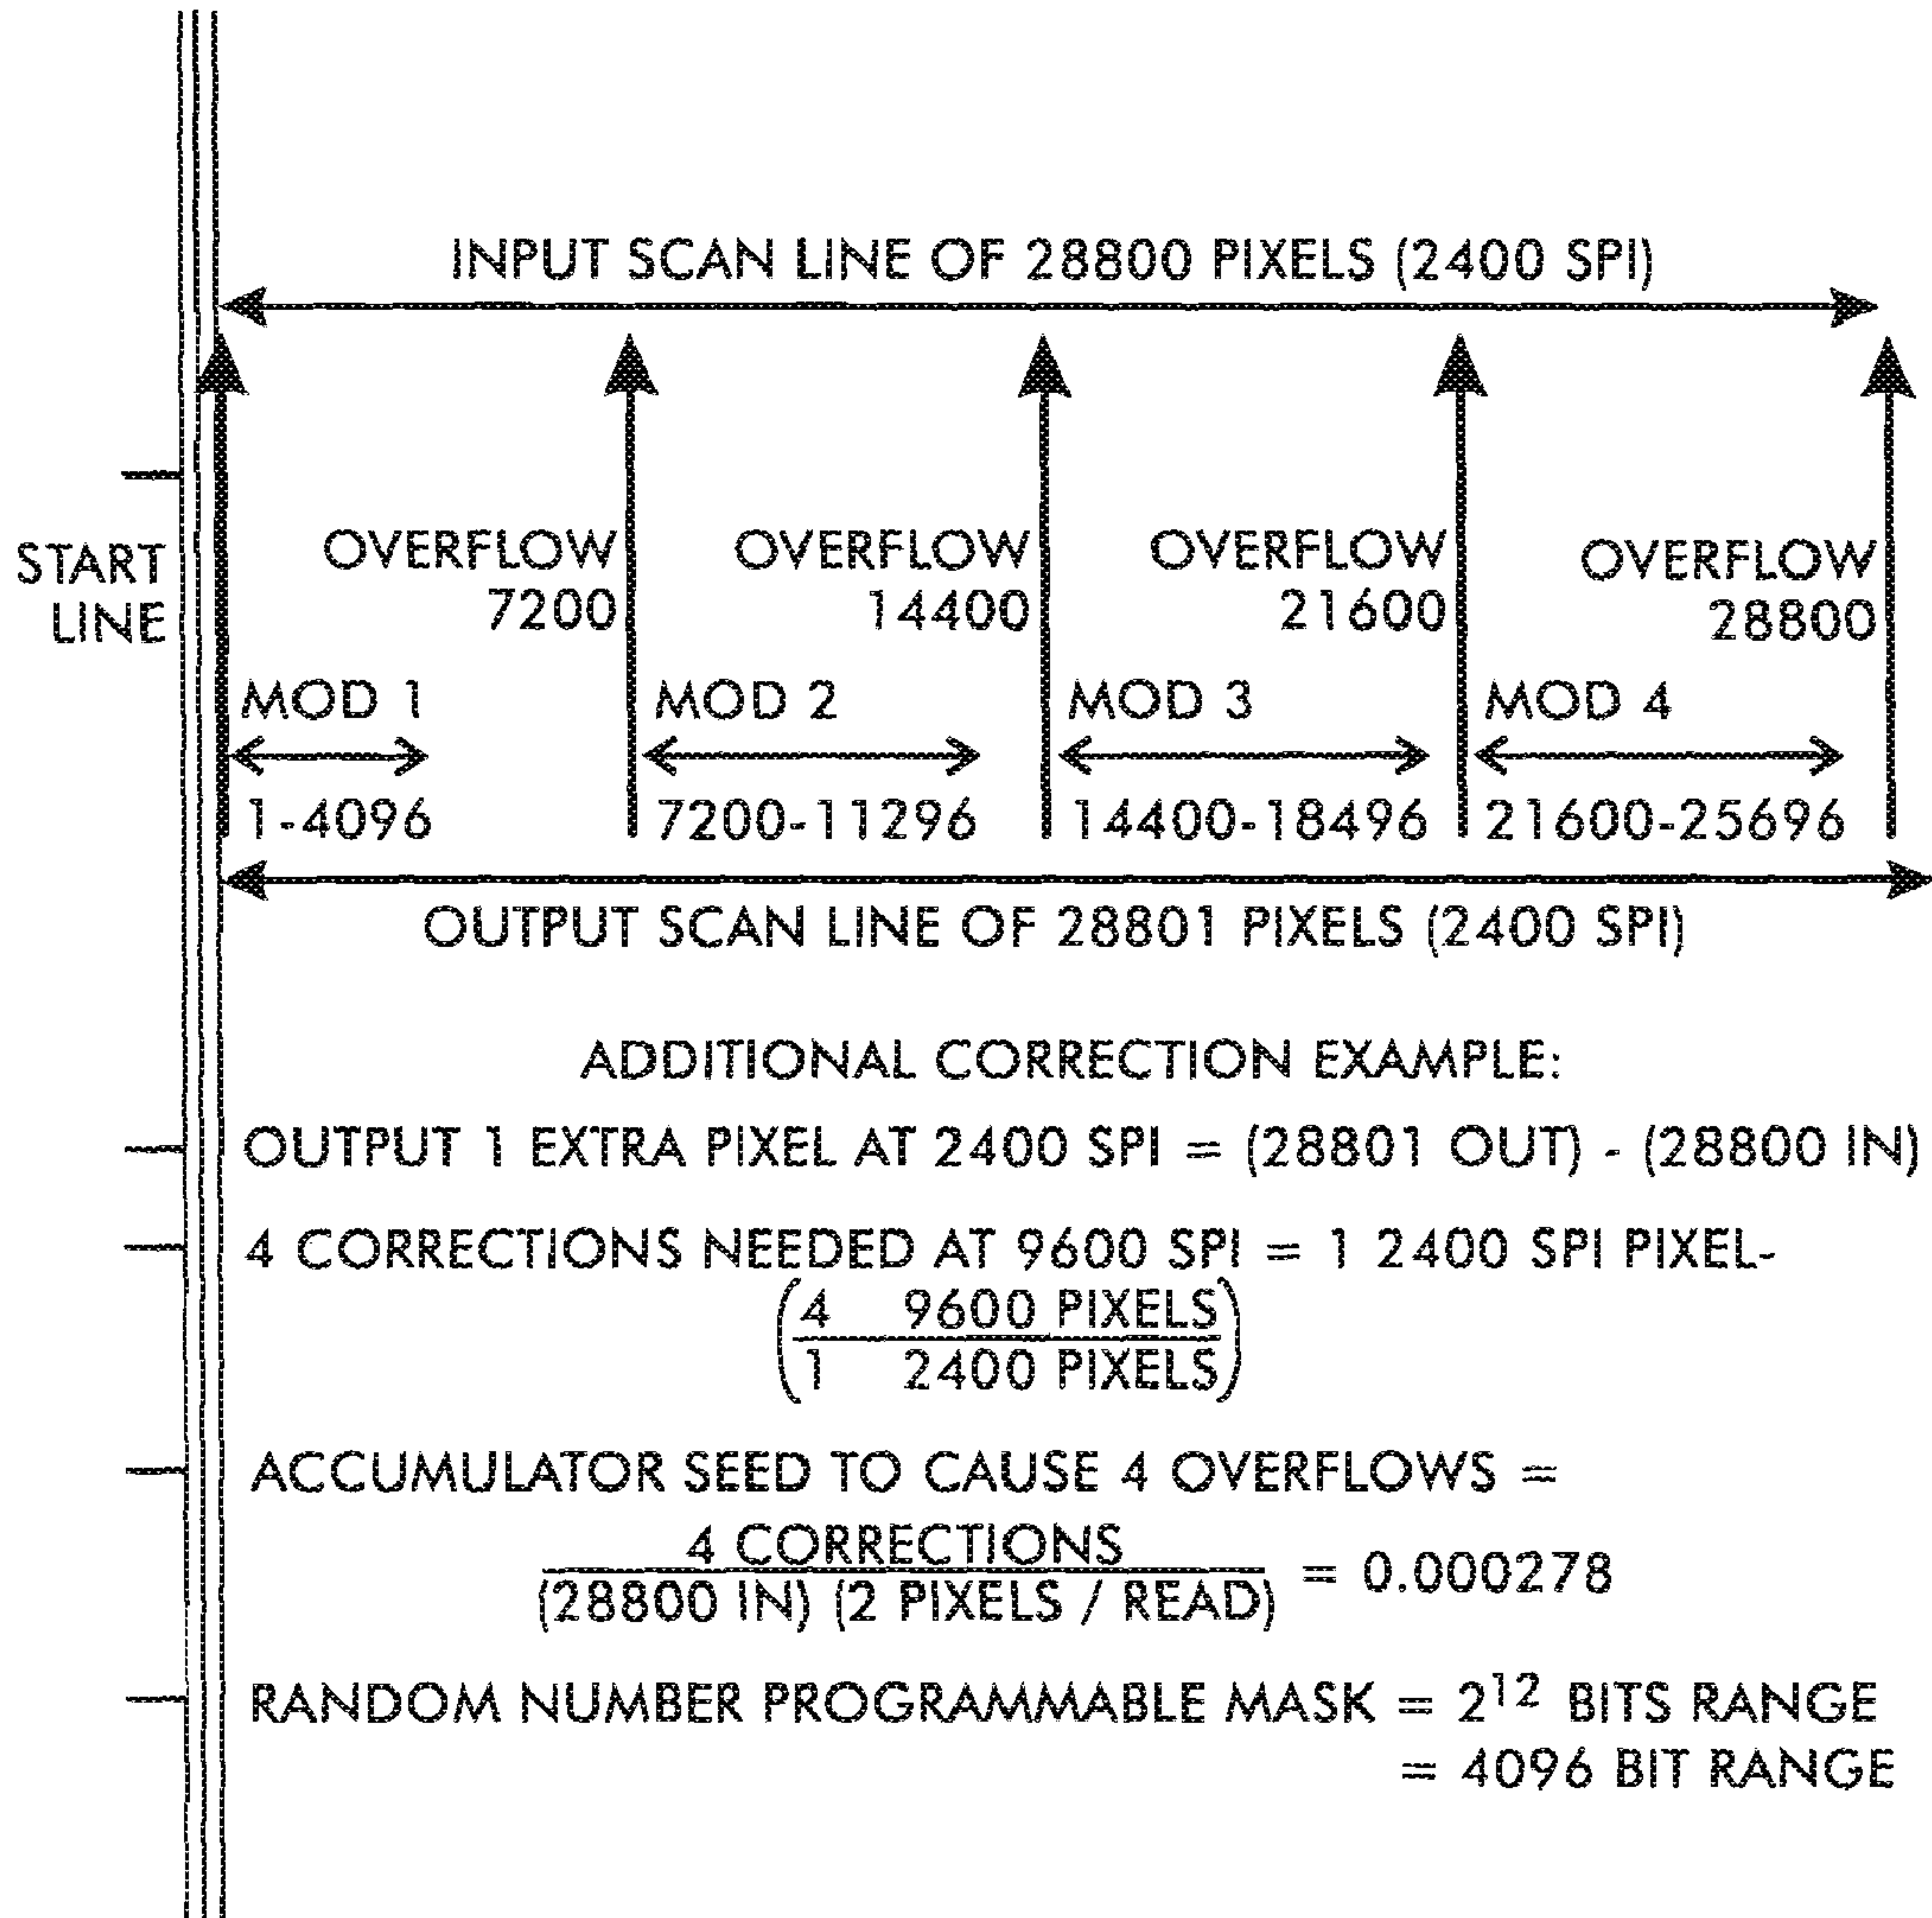 INPUT SCAN LINE OF 28800 PIXELS (2400 SPI)
START
LINE
OVERFLOW
7200
OVERFLOW
14400
OVERFLOW
21600
OVERFLOW
28800
MOD 1
MOD 2
MOD 3
MOD 4
1-4096
7200-11296
14400-18496
21600-25696
OUTPUT SCAN LINE OF 28801 PIXELS (2400 SPI)
ADDITIONAL CORRECTION EXAMPLE:
OUTPUT 1 EXTRA PIXEL AT 2400 SPI = (28801 OUT) - (28800 IN)
4 CORRECTIONS NEEDED AT 9600 SPI = 1 2400 SPI PIXEL-
(4 9600 PIXELS
1 2400 PIXELS)
ACCUMULATOR SEED TO CAUSE 4 OVERFLOWS =
4 CORRECTIONS
(28800 IN) (2 PIXELS / READ) = 0.000278
RANDOM NUMBER PROGRAMMABLE MASK = 2¹² BITS RANGE
= 4096 BIT RANGE